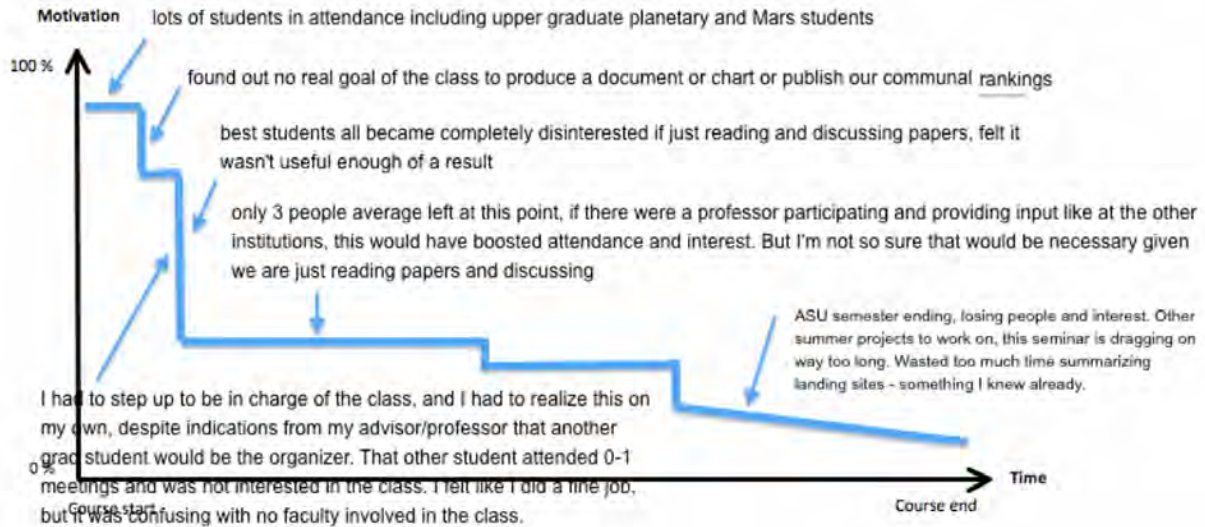 Motivation
lots of students in attendance including upper graduate planetary and Mars students
100 %
found out no real goal of the class to produce a document or chart or publish our communal rankings
best students all became completely disinterested if just reading and discussing papers, felt it
wasn't useful enough of a result
only 3 people average left at this point, if there were a professor participating and providing input like at the other
institutions, this would have boosted attendance and interest. But I'm not so sure that would be necessary given
we are just reading papers and discussing
ASU semester ending, losing people and interest. Other
summer projects to work on, this seminar is dragging on
way too long. Wasted too much time summarizing
landing sites - something I knew already.
I had to step up to be in charge of the class, and I had to realize this on
my own, despite indications from my advisor/professor that another
grad student would be the organizer. That other student attended 0-1
meetings and was not interested in the class. I felt like I did a fine job,
but it was confusing with no faculty involved in the class.
0 %
Time
Course start
Course end